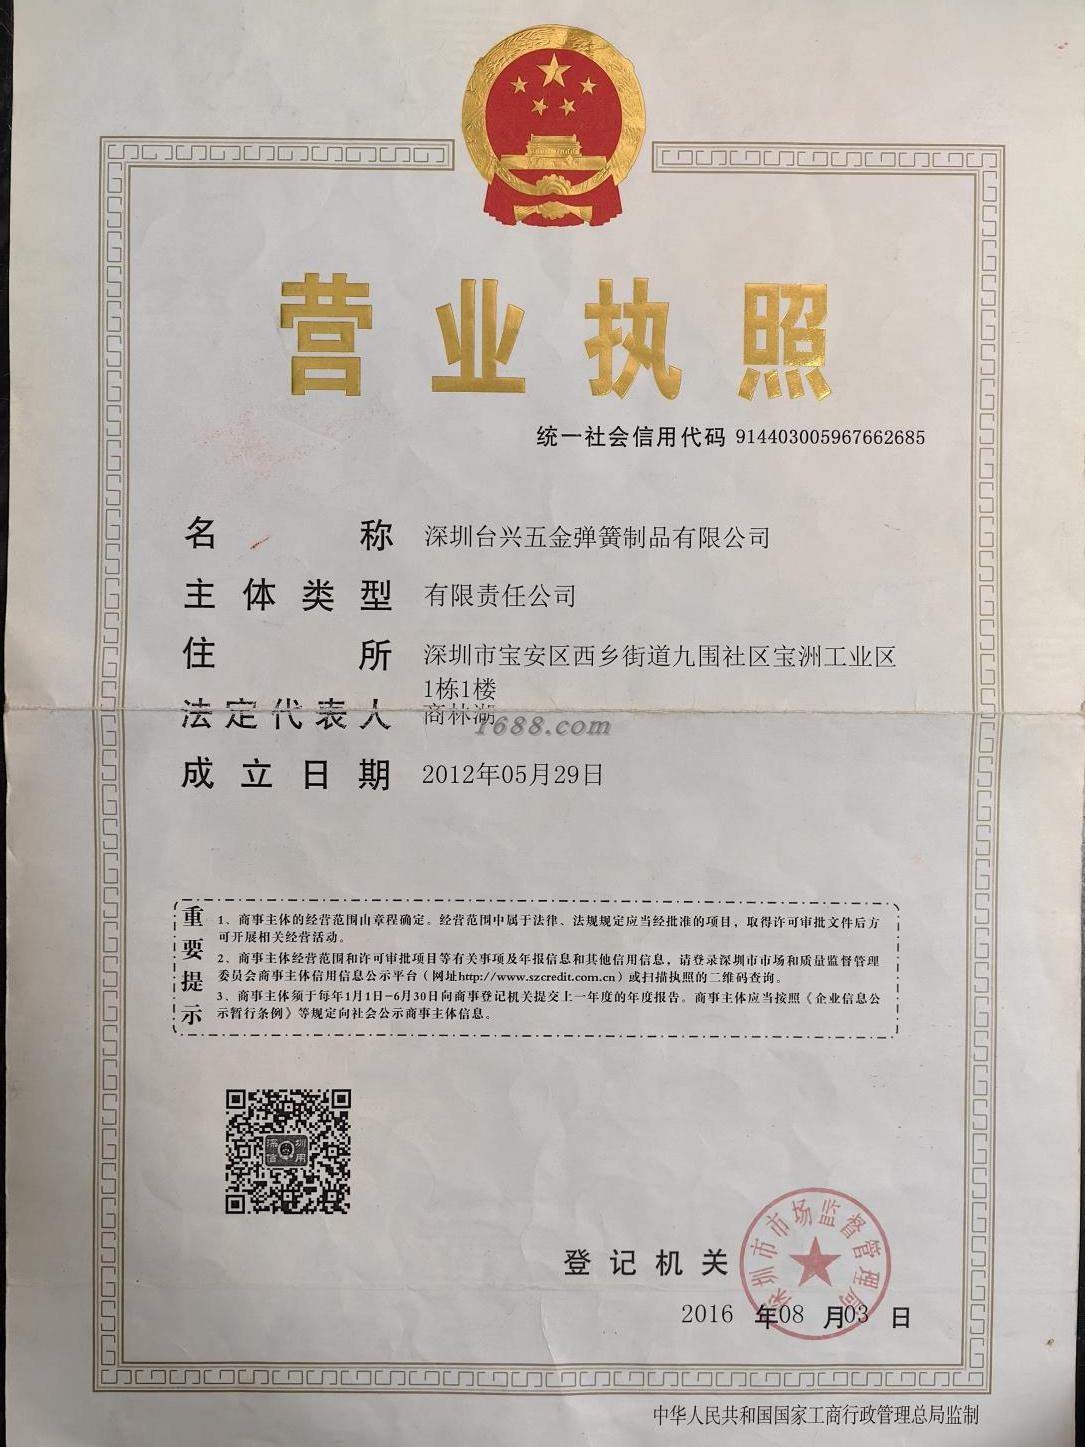 营业执照
统一社会信用代码 914403005967662685
名称 深圳台兴五金弹簧制品有限公司
主体类型 有限责任公司
住所 深圳市宝安区西乡街道九围社区宝洲工业区
1栋1楼
法定代表人 商林湖
1688.com
成立日期 2012年05月29日
重要提示
1、商事主体的经营范围由章程确定。经营范围中属于法律、法规规定应当经批准的项目，取得许可审批文件后方
可开展相关经营活动。
2、商事主体经营范围和许可审批项目等有关事项及年报信息和其他信用信息，请登录深圳市市场和质量监督管理
委员会商事主体信用信息公示平台（网址http://www.szcredit.com.cn）或扫描执照的二维码查询。
3、商事主体须于每年1月1日-6月30日向商事登记机关提交上一年度的年度报告。商事主体应当按照《企业信息公
示暂行条例》等规定向社会公示商事主体信息。
深圳
信用
登记机关
深圳市市场监督管理局
2016 年08 月03 日
中华人民共和国国家工商行政管理总局监制